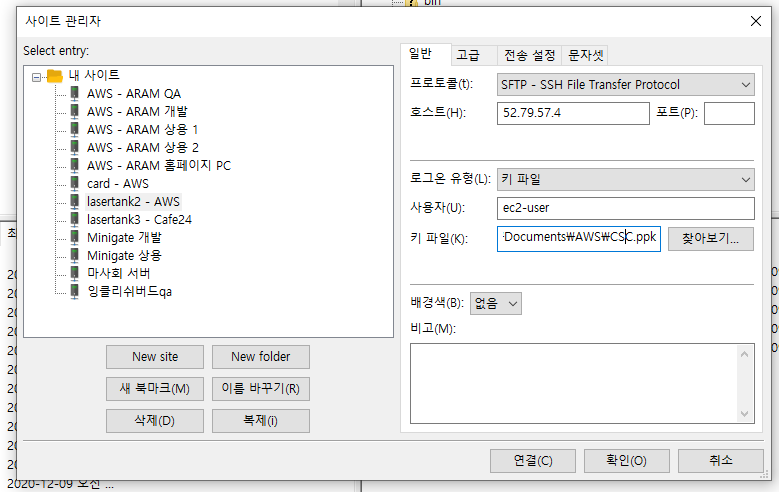 bin
사이트 관리자
Select entry:
내 사이트
AWS - ARAM QA
AWS - ARAM 개발
AWS - ARAM 상용 1
AWS - ARAM 상용 2
AWS - ARAM 홈페이지 PC
card - AWS
lasertank2 - AWS
lasertank3 - Cafe24
Minigate 개발
Minigate 상용
마사회 서버
잉클리쉬버드qa
New site
New folder
새 북마크(M)
이름 바꾸기(R)
삭제(D)
복제(i)
일반
고급
전송 설정
문자셋
프로토콜(t):
SFTP - SSH File Transfer Protocol
호스트(H):
52.79.57.4
포트(P):
로그온 유형(L):
키 파일
사용자(U):
ec2-user
키 파일(K):
Documents₩AWS₩CSC.ppk
찾아보기...
배경색(B):
없음
비고(M):
연결(C)
확인(O)
취소
2020-12-09 오전 ...